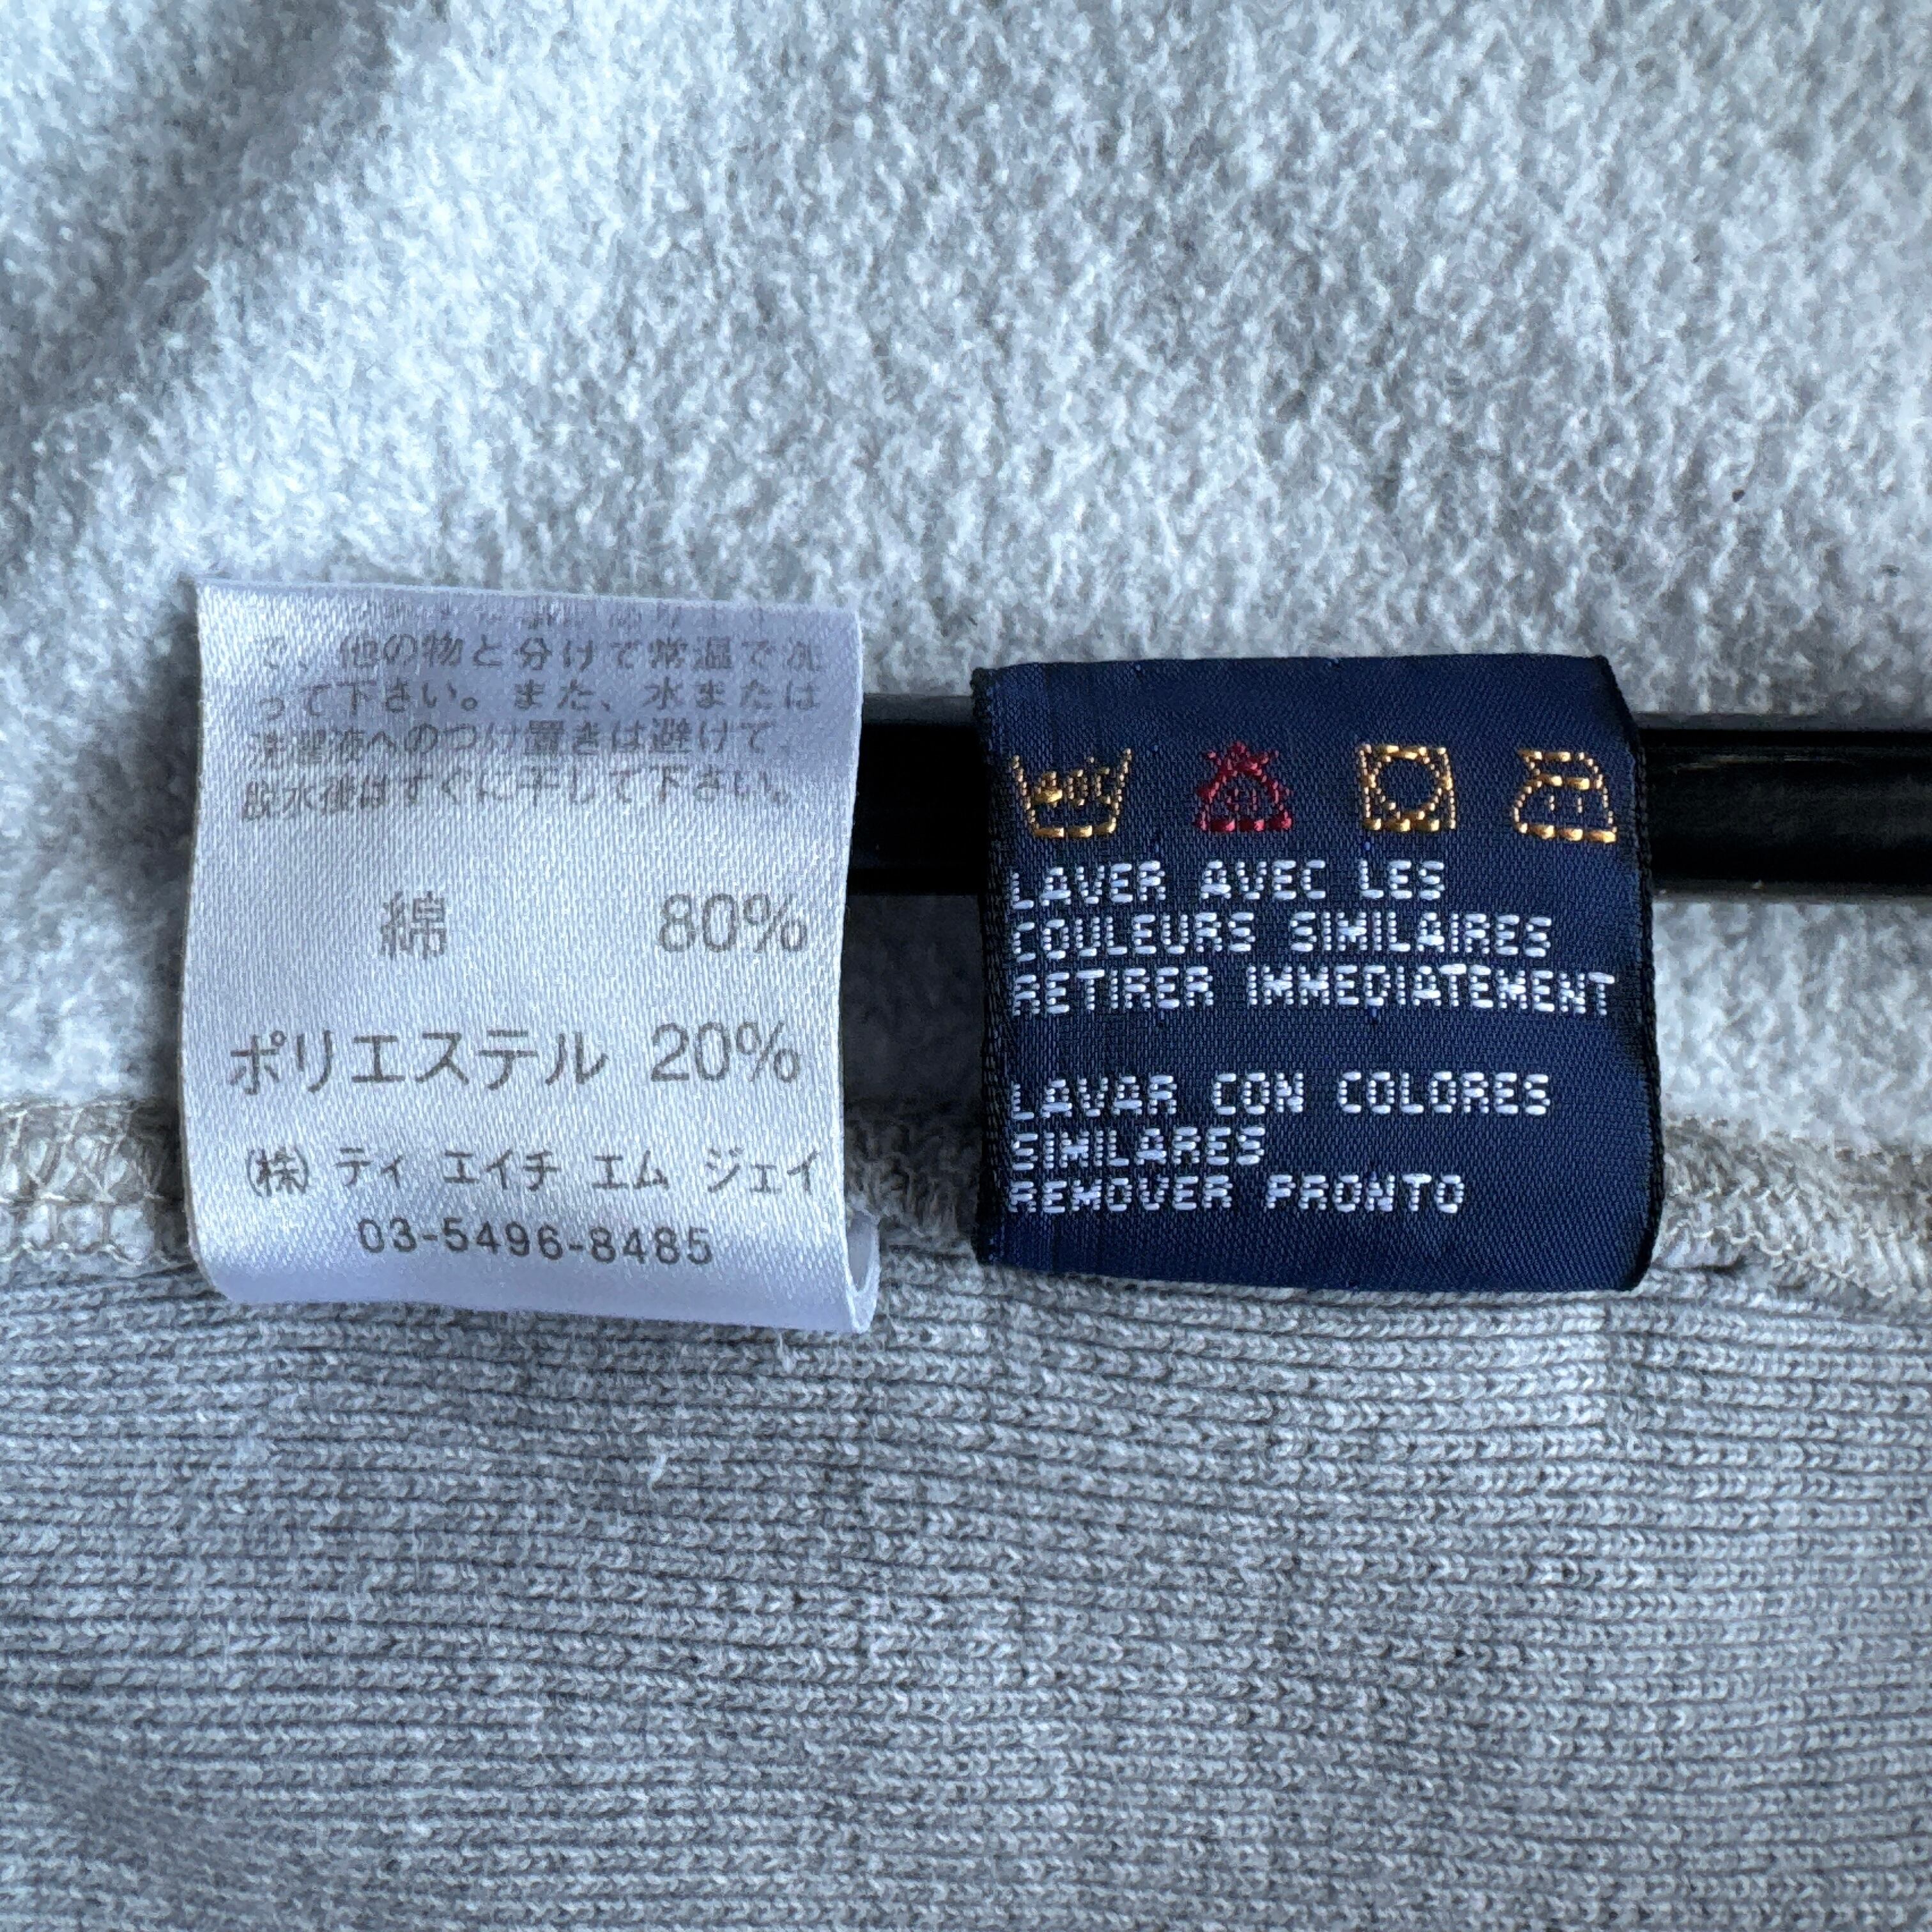 で、他の物と分けて常温で洗
って下さい。また、水または
洗濯液へのつけ置きは避けて、
脱水後はすぐに干して下さい。
綿 80%
ポリエステル 20%
(株) ティ エイチ エム ジェイ
03-5496-8485
LAVER AVEC LES
COULEURS SIMILAIRES
RETIRER IMMEDIATEMENT
LAVAR CON COLORES
SIMILARES
REMOVER PRONTO